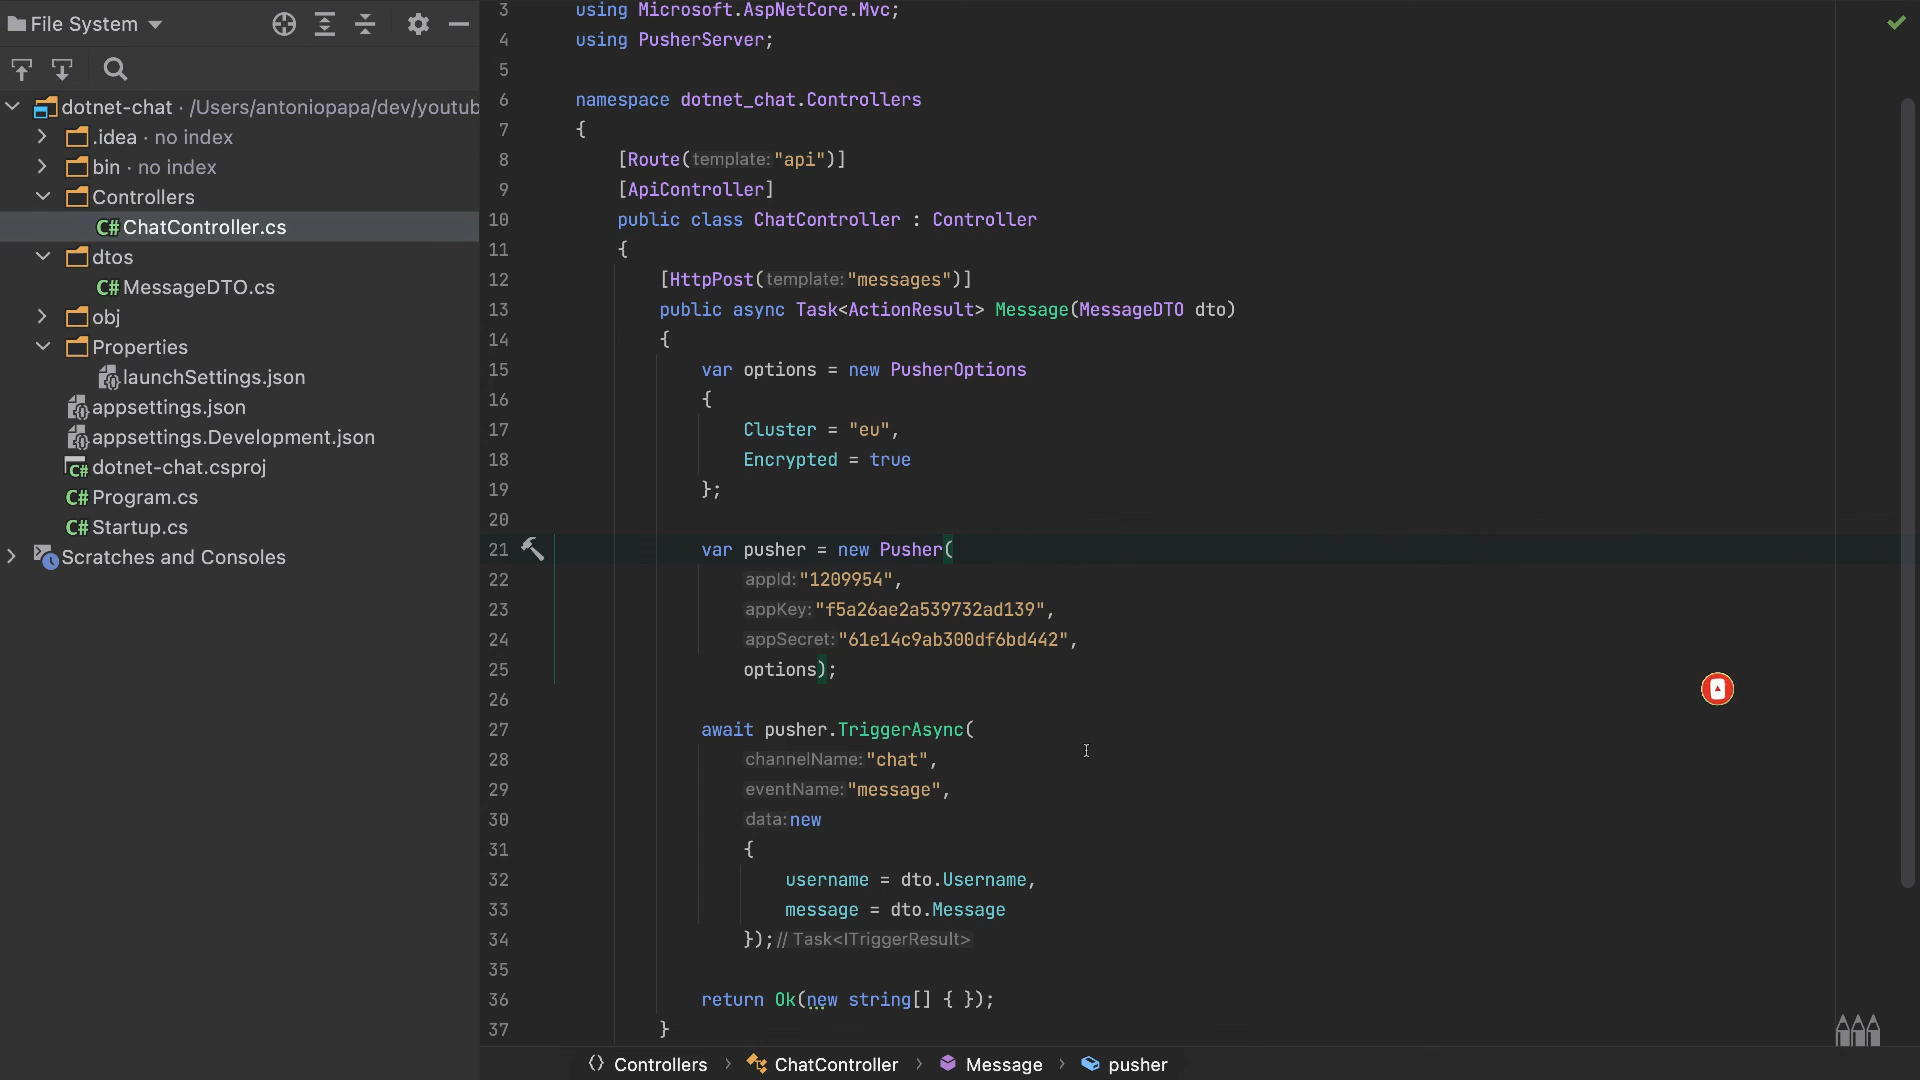 File System
dotnet-chat · /Users/antoniopapa/dev/youtub
.idea · no index
bin · no index
Controllers
C# ChatController.cs
dtos
C# MessageDTO.cs
obj
Properties
launchSettings.json
appsettings.json
appsettings.Development.json
C# dotnet-chat.csproj
C# Program.cs
C# Startup.cs
Scratches and Consoles
3 using Microsoft.AspNetCore.Mvc;
4 using PusherServer;
5
6 namespace dotnet_chat.Controllers
7 {
8 [Route(template: "api")]
9 [ApiController]
10 public class ChatController : Controller
11 {
12 [HttpPost(template: "messages")]
13 public async Task<ActionResult> Message(MessageDTO dto)
14 {
15 var options = new PusherOptions
16 {
17 Cluster = "eu",
18 Encrypted = true
19 };
20
21 var pusher = new Pusher(
22 appId: "1209954",
23 appKey: "f5a26ae2a539732ad139",
24 appSecret: "61e14c9ab300df6bd442",
25 options);
26
27 await pusher.TriggerAsync(
28 channelName: "chat",
29 eventName: "message",
30 data: new
31 {
32 username = dto.Username,
33 message = dto.Message
34 }); // Task<ITriggerResult>
35
36 return Ok(new string[] { });
37 }
Controllers › ChatController › Message › pusher